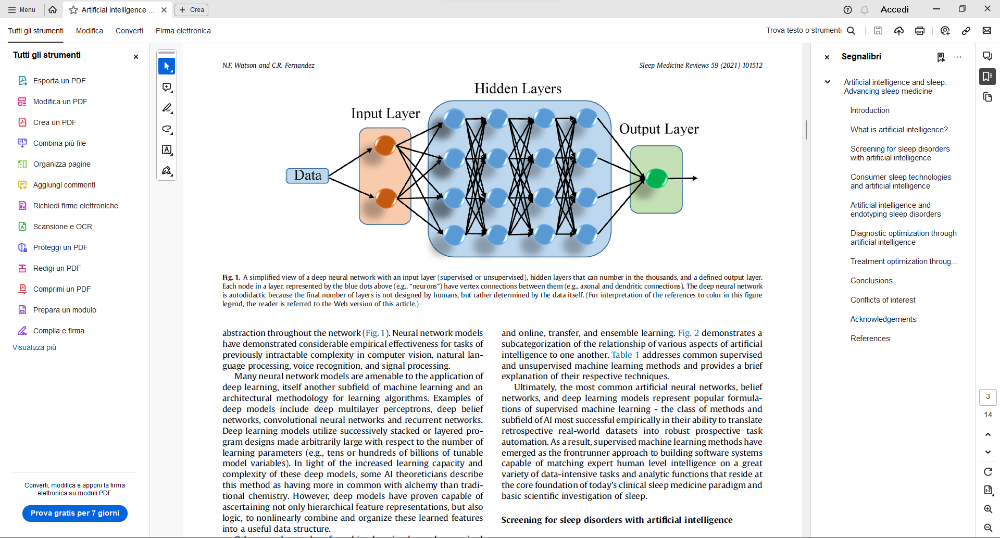 Menu
Artificial intelligence ...
Crea
Accedi
Tutti gli strumenti
Modifica
Converti
Firma elettronica
Trova testo o strumenti
Tutti gli strumenti
Esporta un PDF
Modifica un PDF
Crea un PDF
Combina più file
Organizza pagine
Aggiungi commenti
Richiedi firme elettroniche
Scansione e OCR
Proteggi un PDF
Redigi un PDF
Comprimi un PDF
Prepara un modulo
Compila e firma
Visualizza più
Converti, modifica e apponi la firma
elettronica su moduli PDF.
Prova gratis per 7 giorni
N.F. Watson and C.R. Fernandez
Sleep Medicine Reviews 59 (2021) 101512
Hidden Layers
Input Layer
Output Layer
Data
Fig. 1. A simplified view of a deep neural network with an input layer (supervised or unsupervised), hidden layers that can number in the thousands, and a defined output layer.
Each node in a layer, represented by the blue dots above (e.g., “neurons”) have vertex connections between them (e.g., axonal and dendritic connections). The deep neural network
is autodidactic because the final number of layers is not designed by humans, but rather determined by the data itself. (For interpretation of the references to color in this figure
legend, the reader is referred to the Web version of this article.)
abstraction throughout the network (Fig. 1). Neural network models
have demonstrated considerable empirical effectiveness for tasks of
previously intractable complexity in computer vision, natural lan-
guage processing, voice recognition, and signal processing.
Many neural network models are amenable to the application of
deep learning, itself another subfield of machine learning and an
architectural methodology for learning algorithms. Examples of
deep models include deep multilayer perceptrons, deep belief
networks, convolutional neural networks and recurrent networks.
Deep learning models utilize successively stacked or layered pro-
gram designs made arbitrarily large with respect to the number of
learning parameters (e.g., tens or hundreds of billions of tunable
model variables). In light of the increased learning capacity and
complexity of these deep models, some AI theoreticians describe
this method as having more in common with alchemy than tradi-
tional chemistry. However, deep models have proven capable of
ascertaining not only hierarchical feature representations, but also
logic, to nonlinearly combine and organize these learned features
into a useful data structure.
and online, transfer, and ensemble learning. Fig. 2 demonstrates a
subcategorization of the relationship of various aspects of artificial
intelligence to one another. Table 1 addresses common supervised
and unsupervised machine learning methods and provides a brief
explanation of their respective techniques.
Ultimately, the most common artificial neural networks, belief
networks, and deep learning models represent popular formula-
tions of supervised machine learning - the class of methods and
subfield of AI most successful empirically in their ability to translate
retrospective real-world datasets into robust prospective task
automation. As a result, supervised machine learning methods have
emerged as the frontrunner approach to building software systems
capable of matching expert human level intelligence on a great
variety of data-intensive tasks and analytic functions that reside at
the core foundation of today's clinical sleep medicine paradigm and
basic scientific investigation of sleep.
Screening for sleep disorders with artificial intelligence
Segnalibri
Artificial intelligence and sleep:
Advancing sleep medicine
Introduction
What is artificial intelligence?
Screening for sleep disorders
with artificial intelligence
Consumer sleep technologies
and artificial intelligence
Artificial intelligence and
endotyping sleep disorders
Diagnostic optimization through
artificial intelligence
Treatment optimization throug...
Conclusions
Conflicts of interest
Acknowledgements
References
3
14